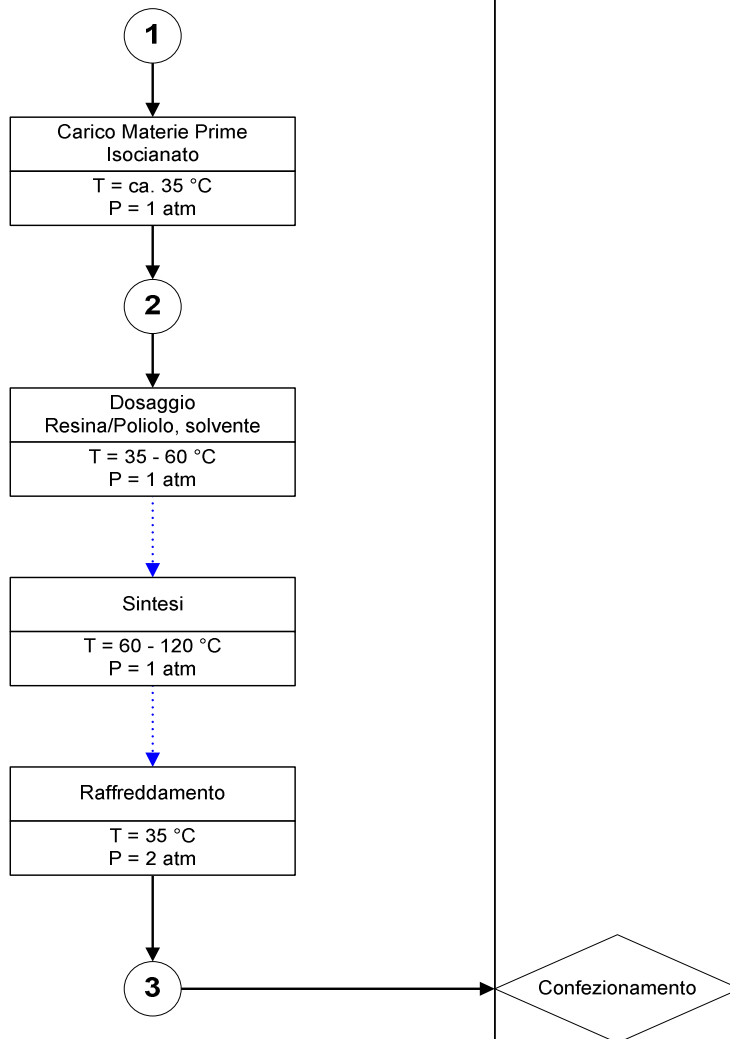 1
Carico Materie Prime
Isocianato
T = ca. 35 °C
P = 1 atm
2
Dosaggio
Resina/Poliolo, solvente
T = 35 - 60 °C
P = 1 atm
Sintesi
T = 60 - 120 °C
P = 1 atm
Raffreddamento
T = 35 °C
P = 2 atm
3
Confezionamento